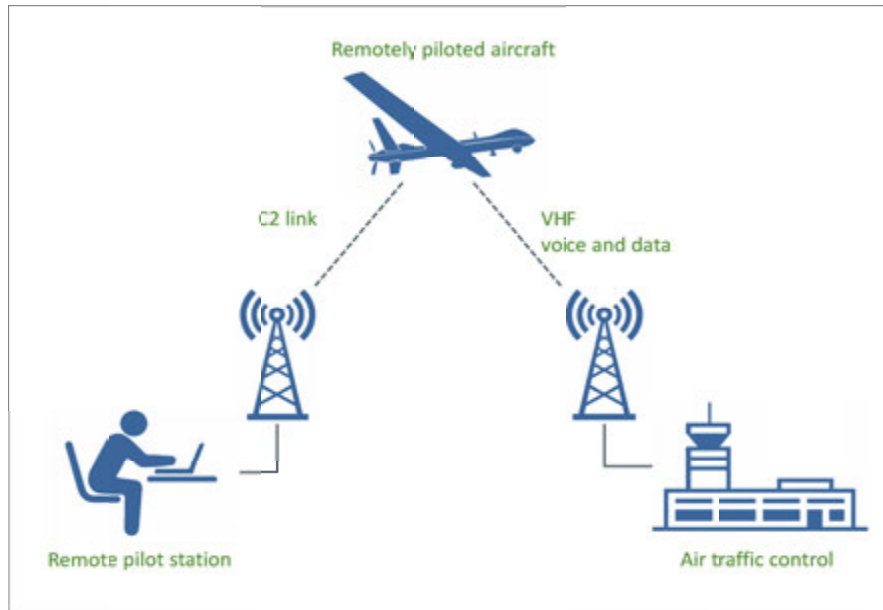 Remotely piloted aircraft
C2 link
VHF
voice and data
Remote pilot station
Air traffic control